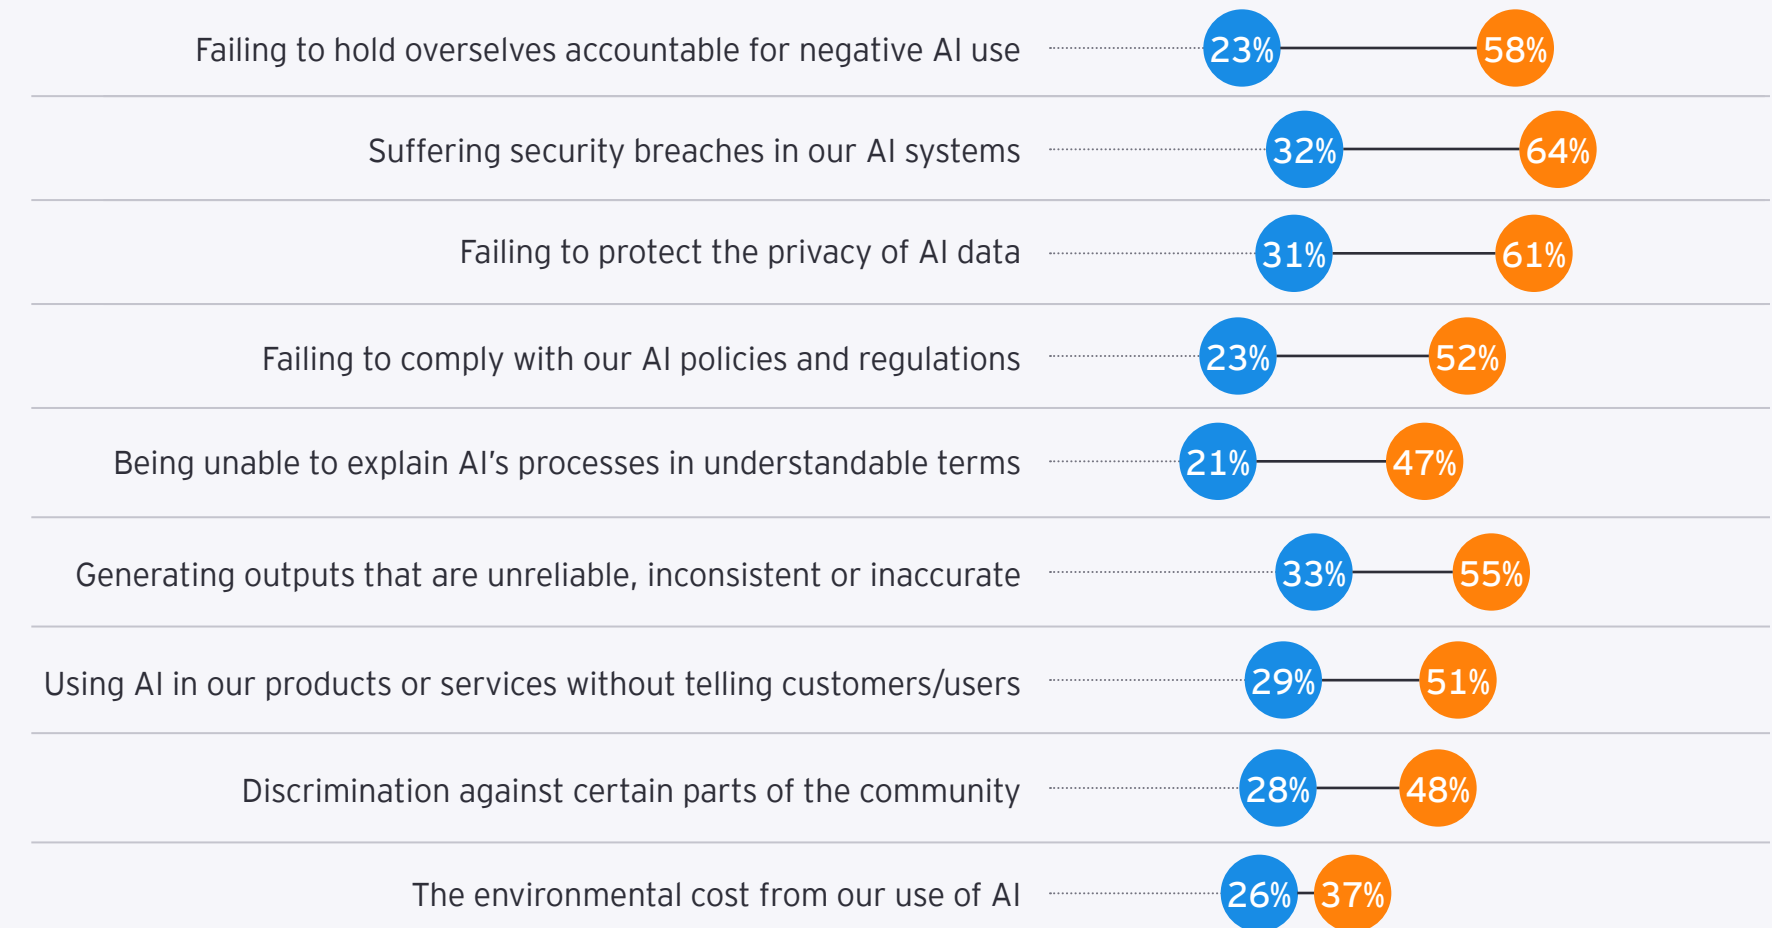 Failing to hold overselves accountable for negative AI use 23% 58%
Suffering security breaches in our AI systems 32% 64%
Failing to protect the privacy of AI data 31% 61%
Failing to comply with our AI policies and regulations 23% 52%
Being unable to explain AI’s processes in understandable terms 21% 47%
Generating outputs that are unreliable, inconsistent or inaccurate 33% 55%
Using AI in our products or services without telling customers/users 29% 51%
Discrimination against certain parts of the community 28% 48%
The environmental cost from our use of AI 26% 37%